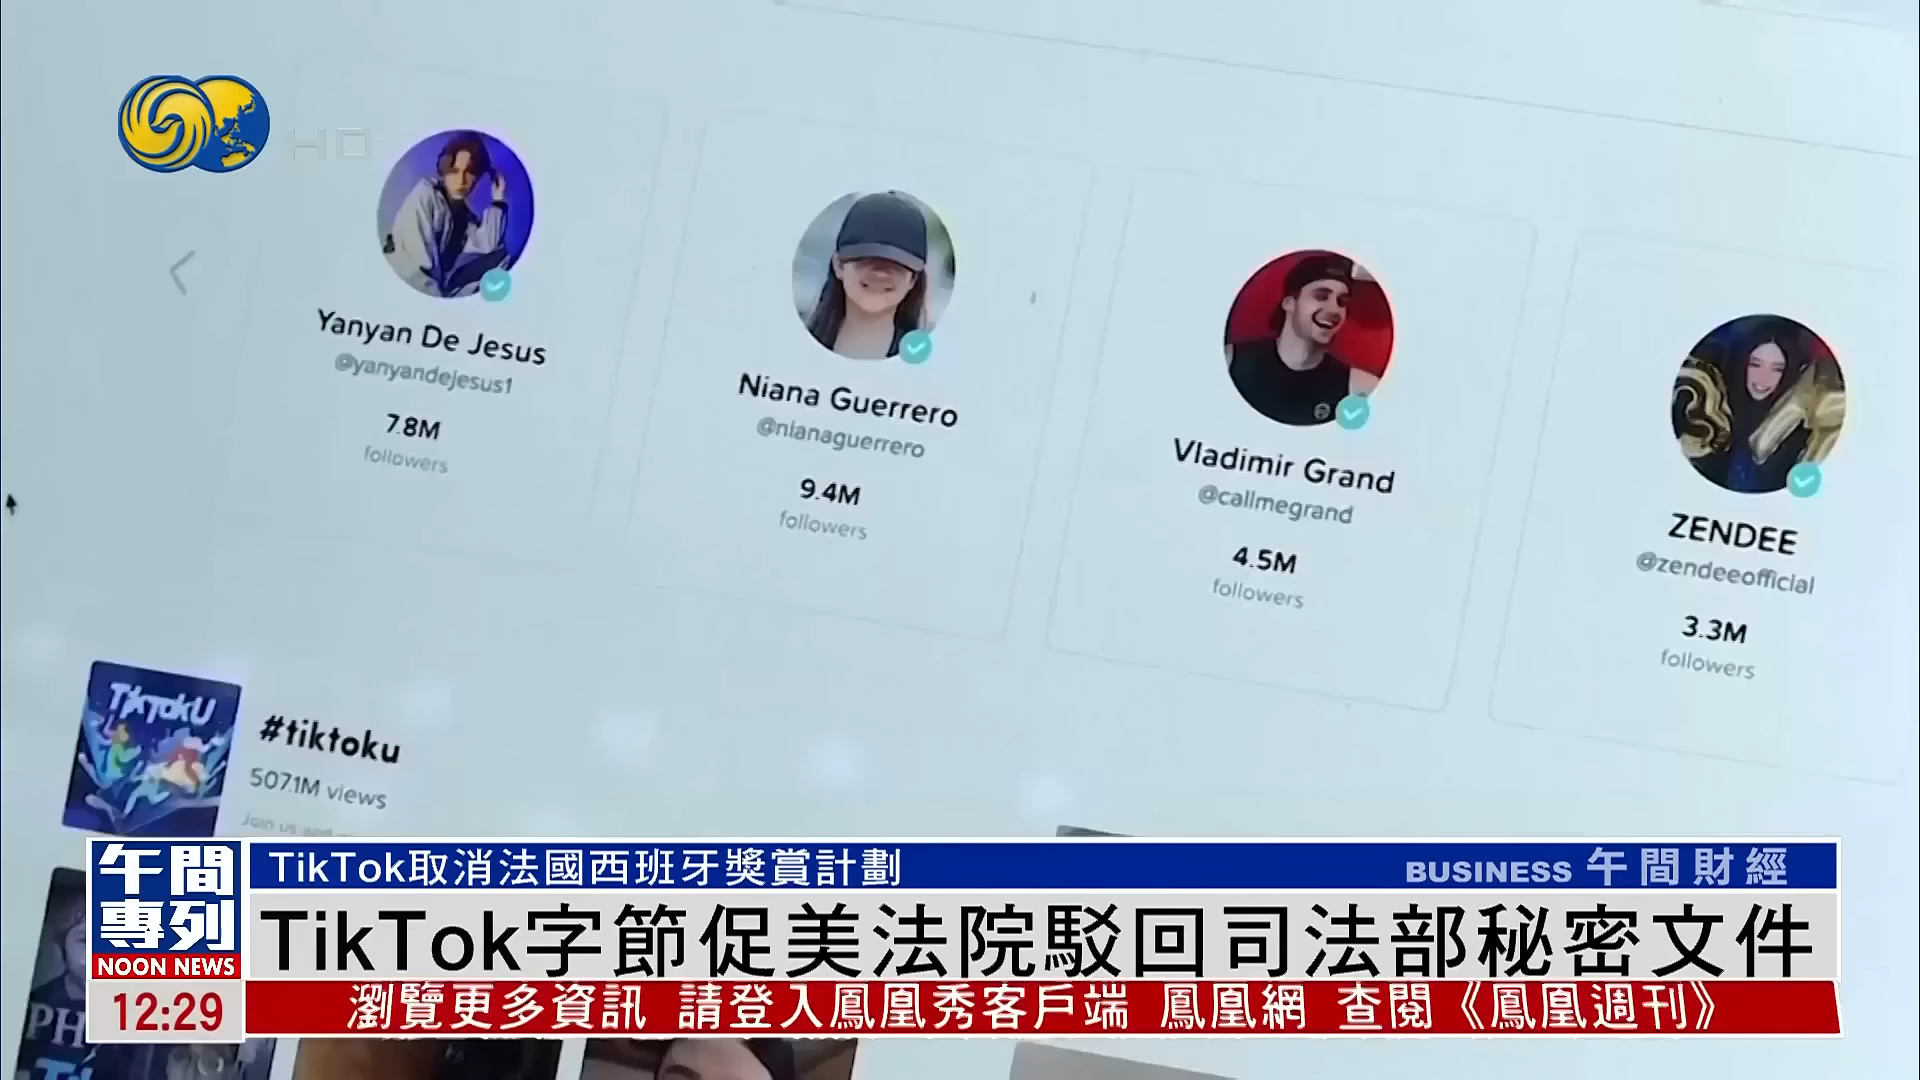 HD
Yanyan De Jesus
@yanyandejesus1
7.8M
followers
Niana Guerrero
@nianaguerrero
9.4M
followers
Vladimir Grand
@callmegrand
4.5M
followers
ZENDEE
@zendeeofficial
3.3M
followers
TikTokU
#tiktoku
507.1M views
Join us and
午間專列
NOON NEWS
12:29
TikTok取消法國西班牙獎賞計劃
BUSINESS 午間財經
TikTok字節促美法院駁回司法部秘密文件
瀏覽更多資訊 請登入鳳凰秀客戶端 鳳凰網 查閱《鳳凰週刊》
PH